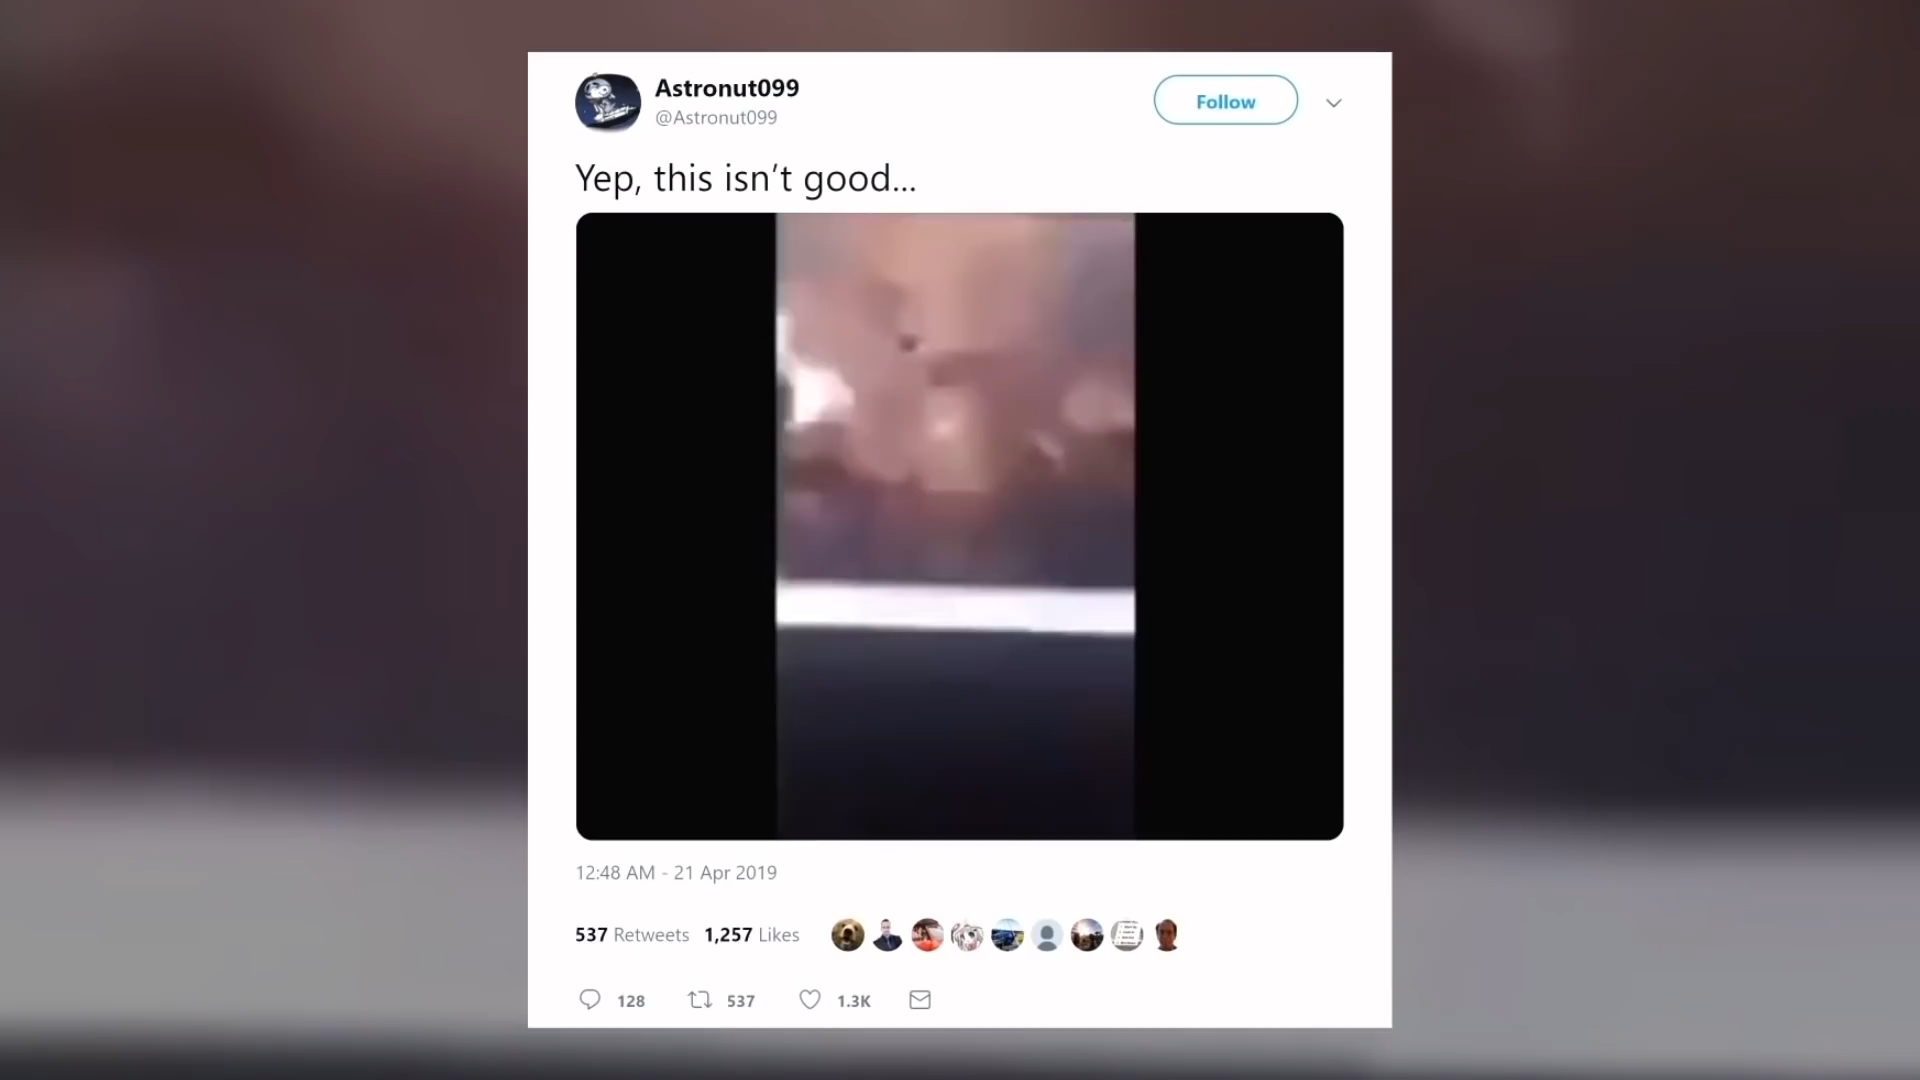 Astronut099
@Astronut099
Follow
Yep, this isn’t good...
12:48 AM - 21 Apr 2019
537 Retweets 1,257 Likes
128 537 1.3K